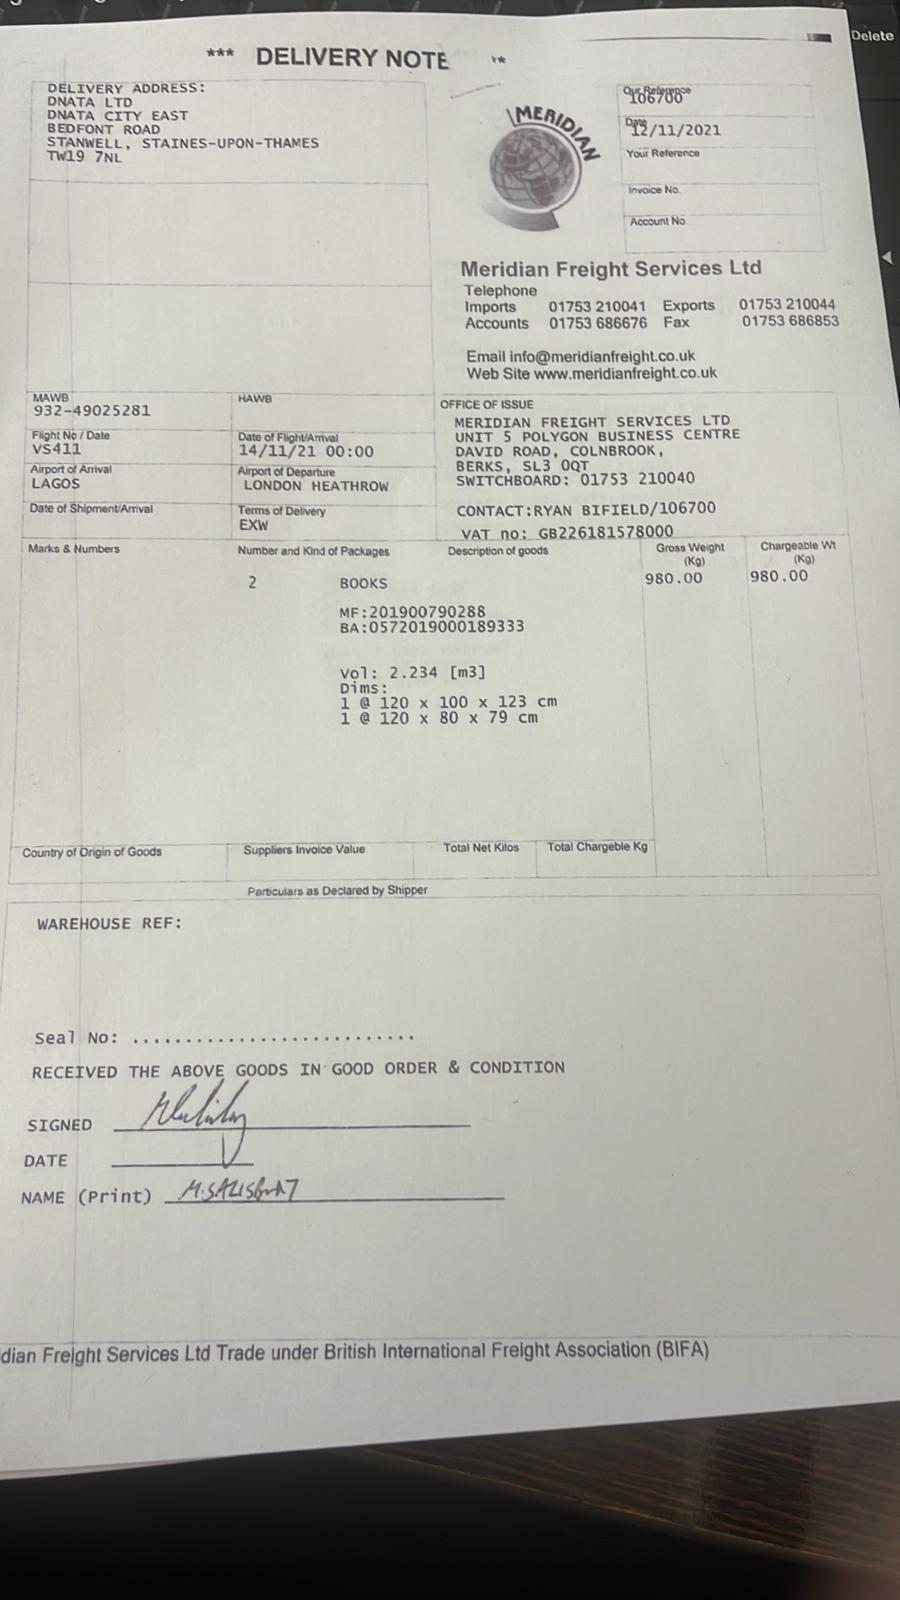 Delete
*** DELIVERY NOTE **
DELIVERY ADDRESS:
DNATA LTD
DNATA CITY EAST
BEDFONT ROAD
STANWELL, STAINES-UPON-THAMES
TW19 7NL
MERIDIAN
Our Reference
106700
Date
12/11/2021
Your Reference
Invoice No.
Account No.
Meridian Freight Services Ltd
Telephone
Imports 01753 210041 Exports 01753 210044
Accounts 01753 686676 Fax 01753 686853
Email info@meridianfreight.co.uk
Web Site www.meridianfreight.co.uk
MAWB
932-49025281
HAWB
Flight No / Date
VS411
Date of Flight/Arrival
14/11/21 00:00
Airport of Arrival
LAGOS
Airport of Departure
LONDON HEATHROW
Date of Shipment/Arrival
Terms of Delivery
EXW
OFFICE OF ISSUE
MERIDIAN FREIGHT SERVICES LTD
UNIT 5 POLYGON BUSINESS CENTRE
DAVID ROAD, COLNBROOK,
BERKS, SL3 0QT
SWITCHBOARD: 01753 210040
CONTACT:RYAN BIFIELD/106700
VAT no: GB226181578000
Marks & Numbers Number and Kind of Packages Description of goods Gross Weight (Kg) Chargeable Wt (Kg)
2 BOOKS 980.00 980.00
MF:201900790288
BA:0572019000189333
Vol: 2.234 [m3]
Dims:
1 @ 120 x 100 x 123 cm
1 @ 120 x 80 x 79 cm
Country of Origin of Goods Suppliers Invoice Value Total Net Kilos Total Chargeble Kg
Particulars as Declared by Shipper
WAREHOUSE REF:
Seal No: ...........................
RECEIVED THE ABOVE GOODS IN GOOD ORDER & CONDITION
SIGNED
DATE
NAME (Print) M.SALISBURY
dian Freight Services Ltd Trade under British International Freight Association (BIFA)